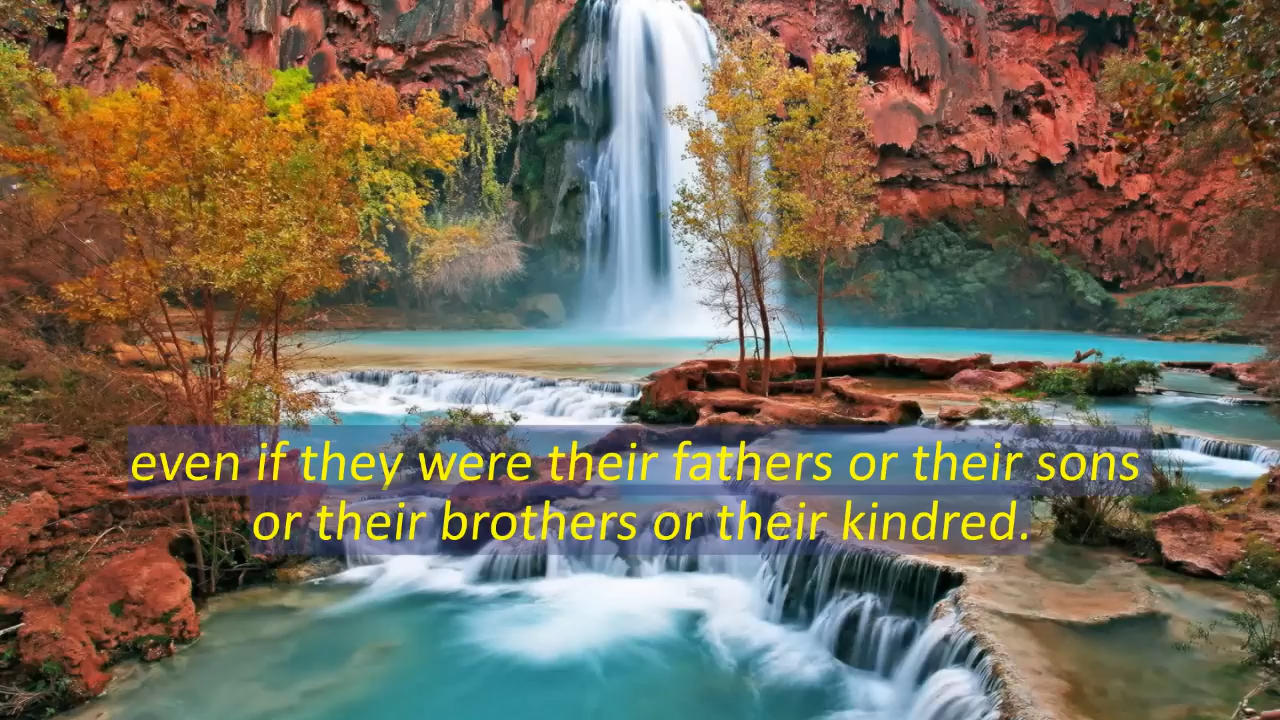 even if they were their fathers or their sons
or their brothers or their kindred.